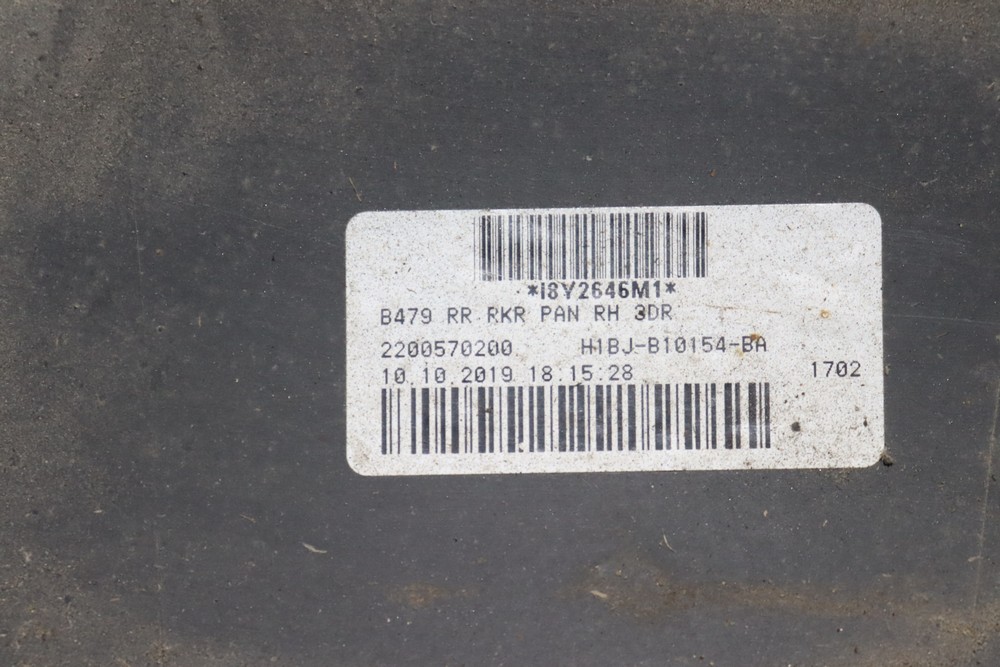 *I8Y2646M1*
B479 RR RKR PAN RH 3DR
2200570200 H1BJ-B10154-BA
10.10.2019 18:15:28 1702